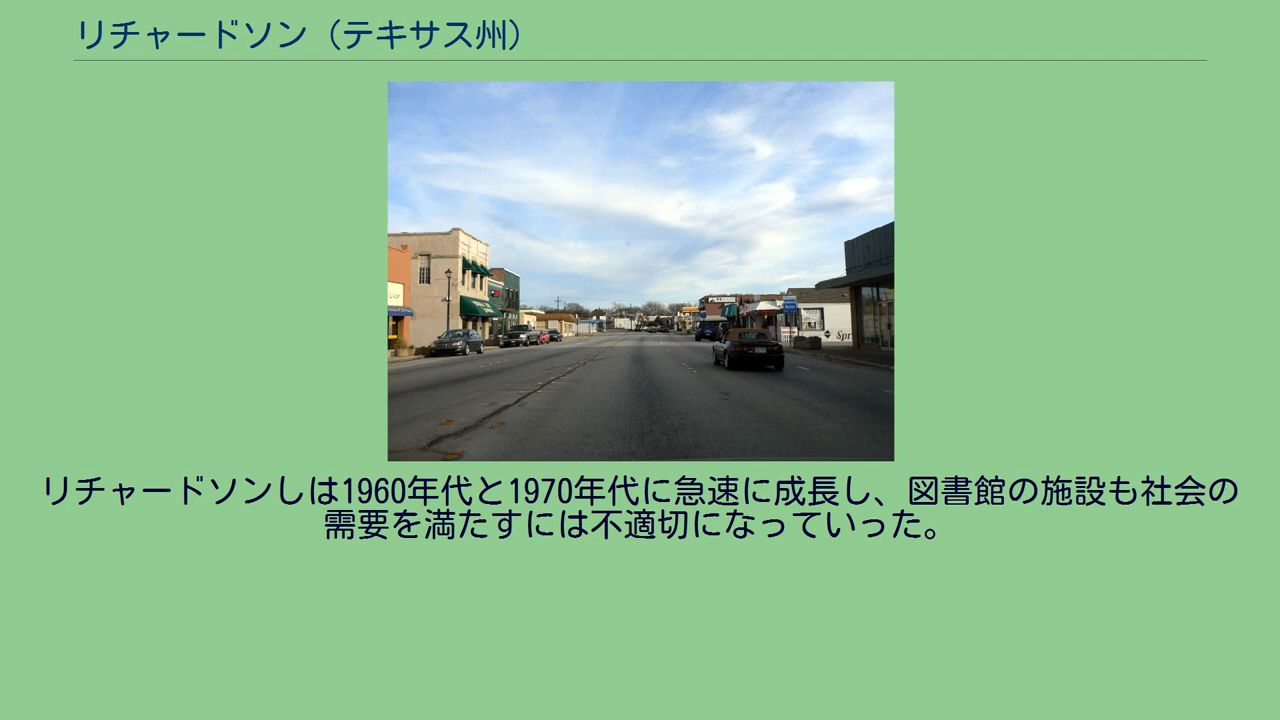 リチャードソン（テキサス州）
リチャードソンしは1960年代と1970年代に急速に成長し、図書館の施設も社会の
需要を満たすには不適切になっていった。